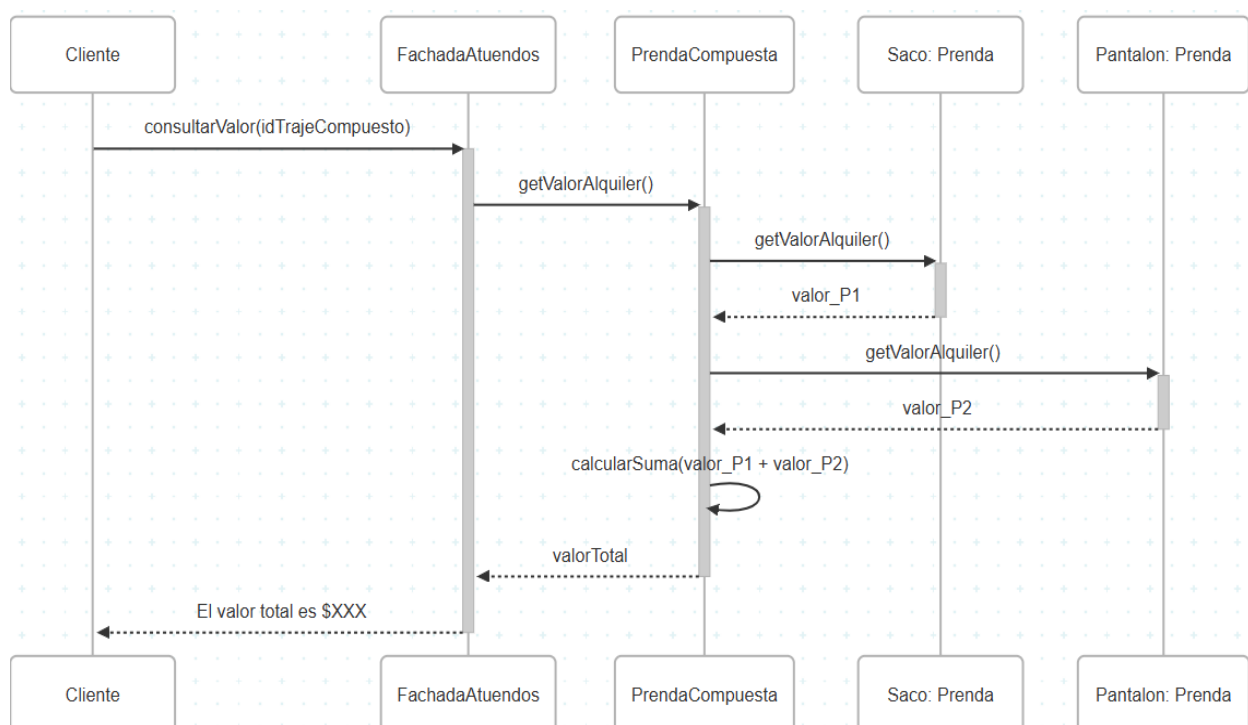 Cliente
FachadaAtuendos
PrendaCompuesta
Saco: Prenda
Pantalon: Prenda
consultarValor(idTrajeCompuesto)
getValorAlquiler()
getValorAlquiler()
valor_P1
getValorAlquiler()
valor_P2
calcularSuma(valor_P1 + valor_P2)
valorTotal
El valor total es $XXX
Cliente
FachadaAtuendos
PrendaCompuesta
Saco: Prenda
Pantalon: Prenda